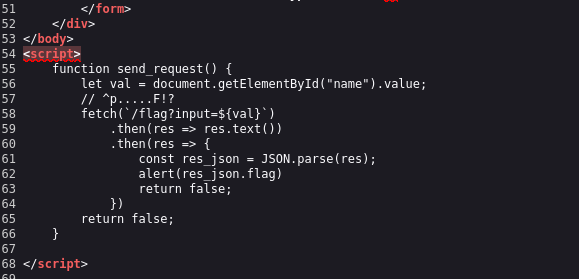 51 </form>
52 </div>
53 </body>
54 <script>
55 function send_request() {
56 let val = document.getElementById("name").value;
57 // ^p.....F!?
58 fetch(`/flag?input=${val}`)
59 .then(res => res.text())
60 .then(res => {
61 const res_json = JSON.parse(res);
62 alert(res_json.flag)
63 return false;
64 })
65 return false;
66 }
67
68 </script>